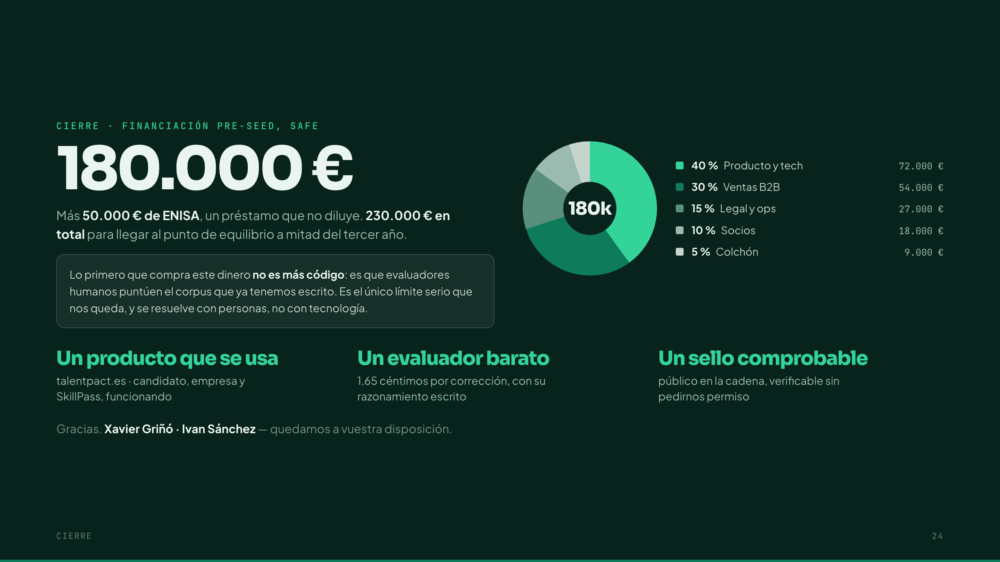 CIERRE · FINANCIACIÓN PRE-SEED, SAFE
180.000 €
Más 50.000 € de ENISA, un préstamo que no diluye. 230.000 € en
total para llegar al punto de equilibrio a mitad del tercer año.
Lo primero que compra este dinero no es más código: es que evaluadores
humanos puntúen el corpus que ya tenemos escrito. Es el único límite serio que
nos queda, y se resuelve con personas, no con tecnología.
180k
40 % Producto y tech 72.000 €
30 % Ventas B2B 54.000 €
15 % Legal y ops 27.000 €
10 % Socios 18.000 €
5 % Colchón 9.000 €
Un producto que se usa
talentpact.es · candidato, empresa y
SkillPass, funcionando
Un evaluador barato
1,65 céntimos por corrección, con su
razonamiento escrito
Un sello comprobable
público en la cadena, verificable sin
pedirnos permiso
Gracias. Xavier Griñó · Ivan Sánchez — quedamos a vuestra disposición.
CIERRE
24